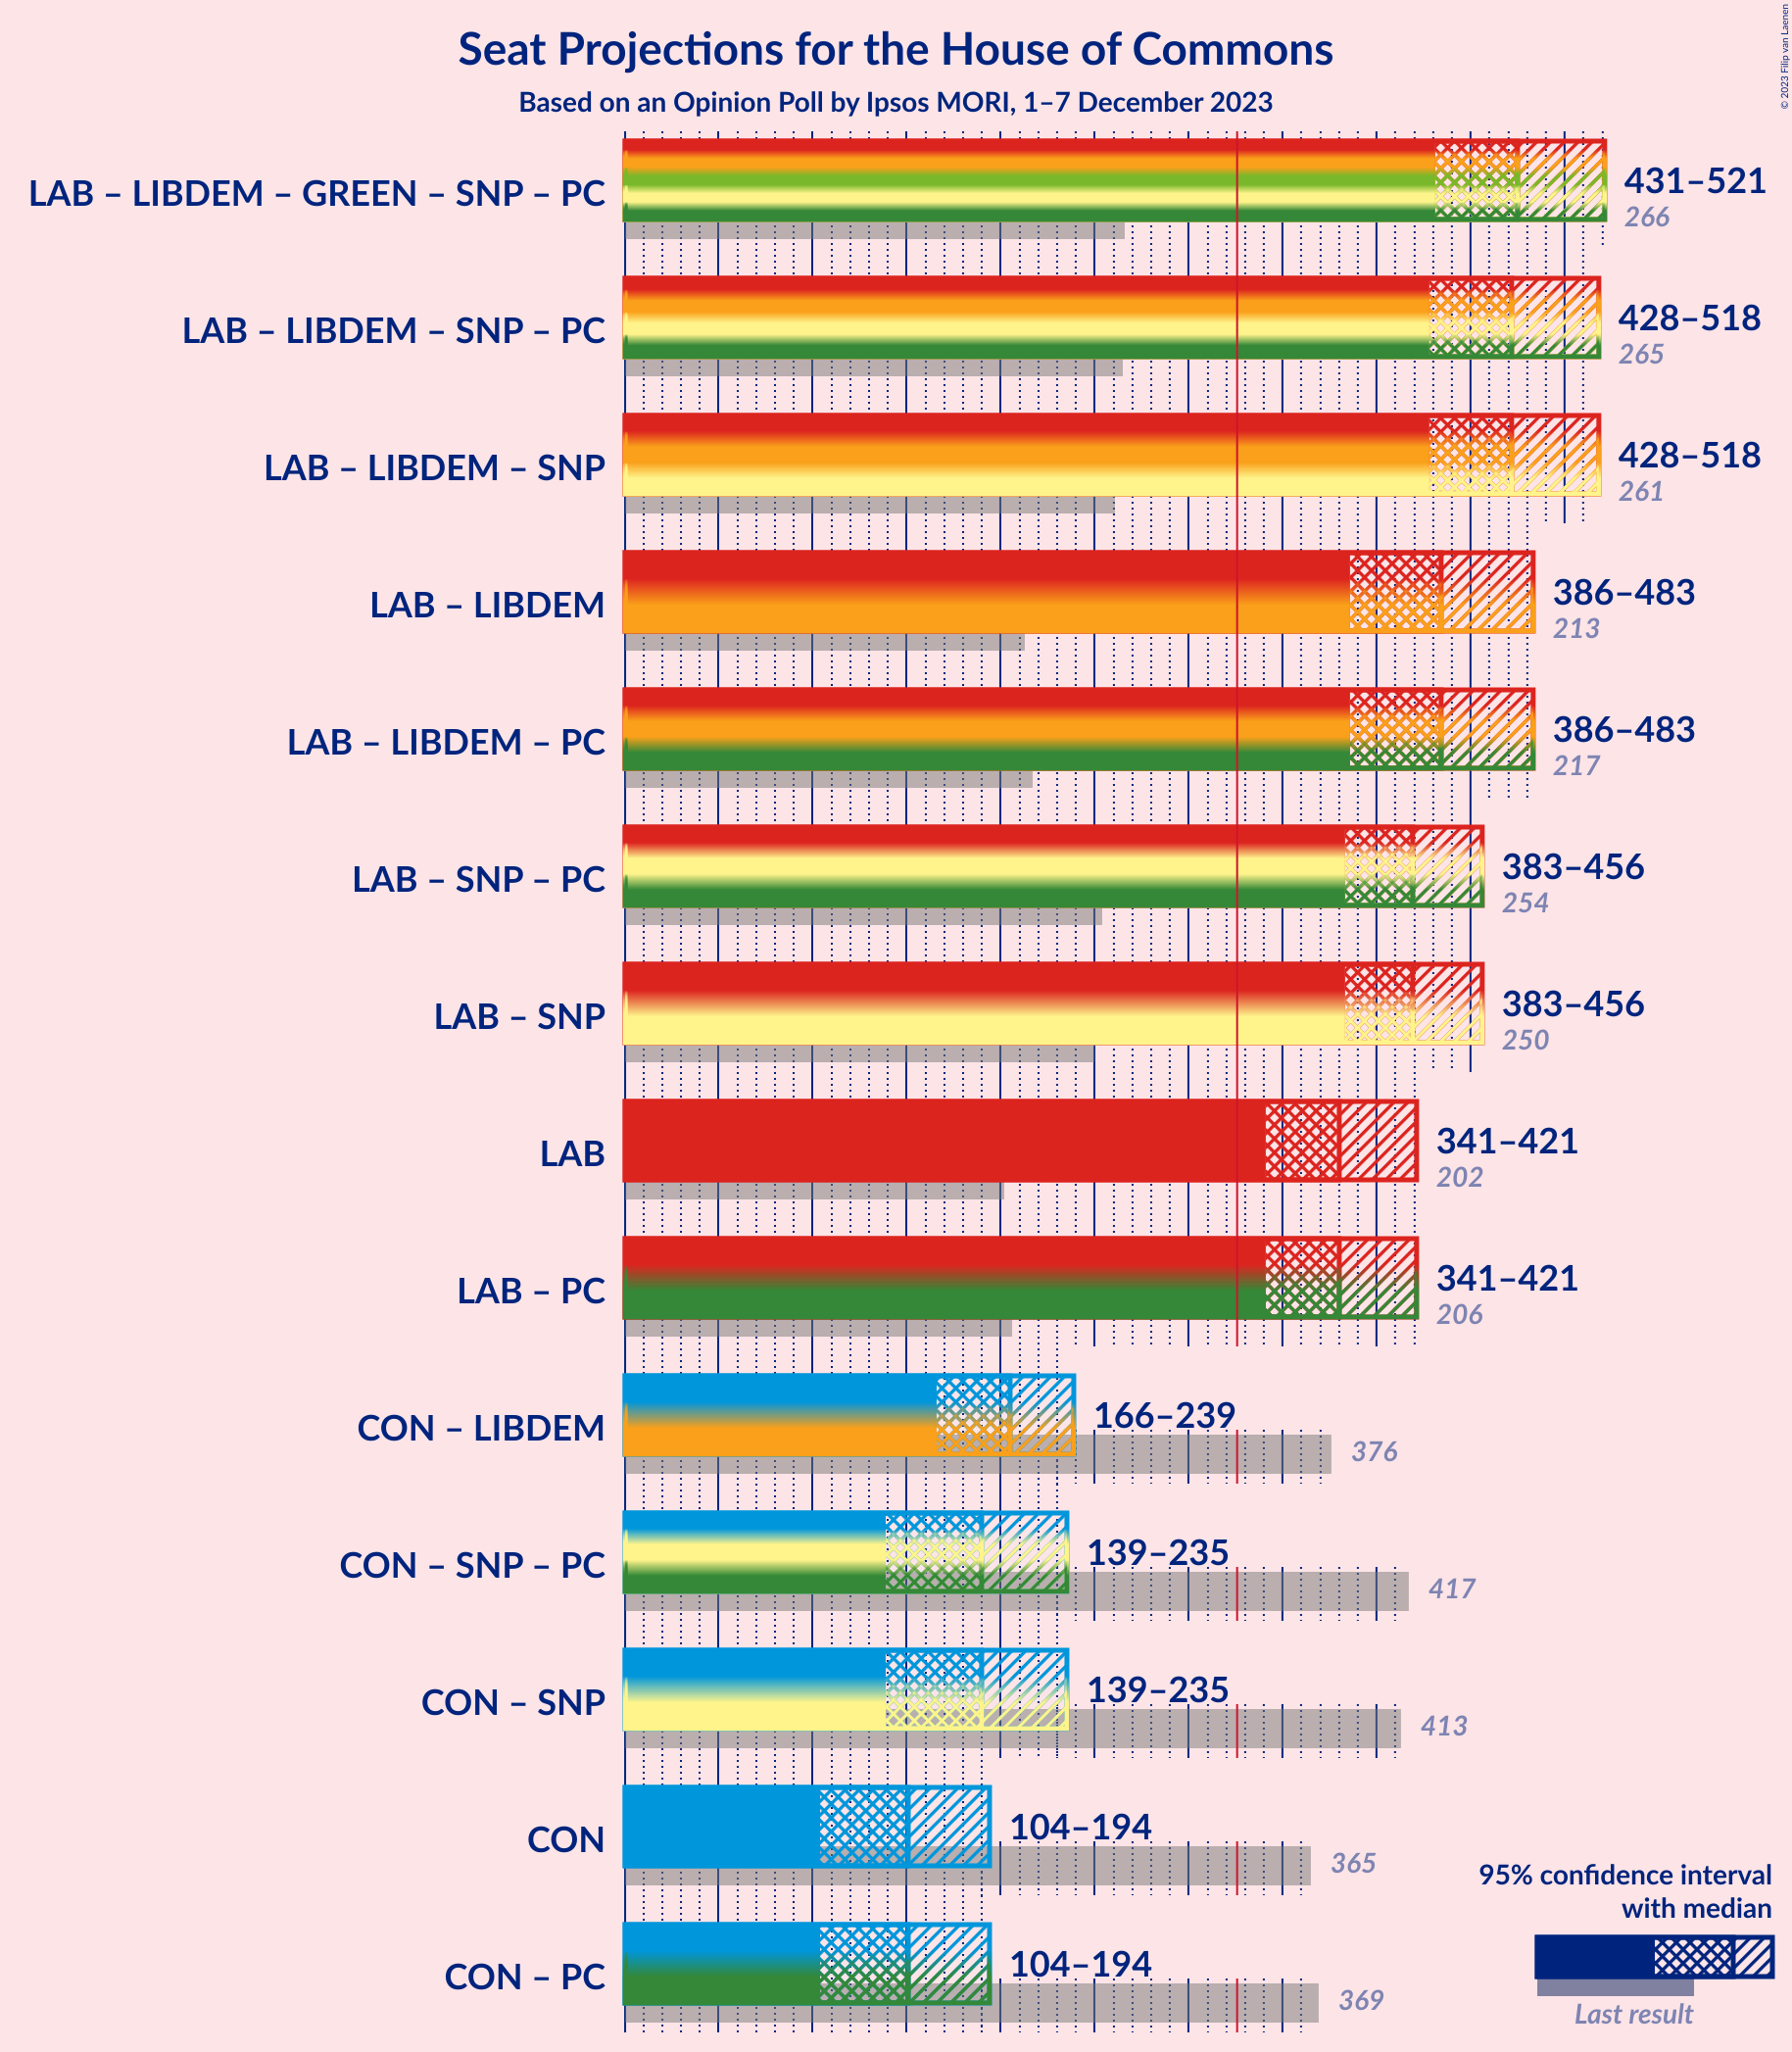 Seat Projections for the House of Commons
Based on an Opinion Poll by Ipsos MORI, 1–7 December 2023
© 2023 Filip van Laenen
LAB – LIBDEM – GREEN – SNP – PC
431–521
266
LAB – LIBDEM – SNP – PC
428–518
265
LAB – LIBDEM – SNP
428–518
261
LAB – LIBDEM
386–483
213
LAB – LIBDEM – PC
386–483
217
LAB – SNP – PC
383–456
254
LAB – SNP
383–456
250
LAB
341–421
202
LAB – PC
341–421
206
CON – LIBDEM
166–239
376
CON – SNP – PC
139–235
417
CON – SNP
139–235
413
CON
104–194
365
CON – PC
104–194
369
95% confidence interval
with median
Last result